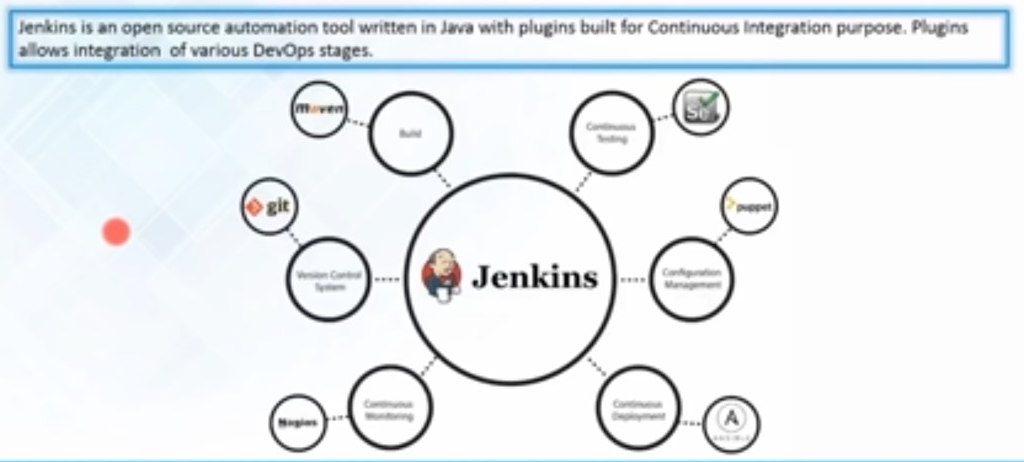 Jenkins is an open source automation tool written in Java with plugins built for Continuous Integration purpose. Plugins
allows integration of various DevOps stages.
Maven
Build
Continuous
Testing
Se
git
puppet
Version Control
System
Jenkins
Configuration
Management
Continuous
Monitoring
Nagios
Continuous
Deployment
A
ANSIBLE